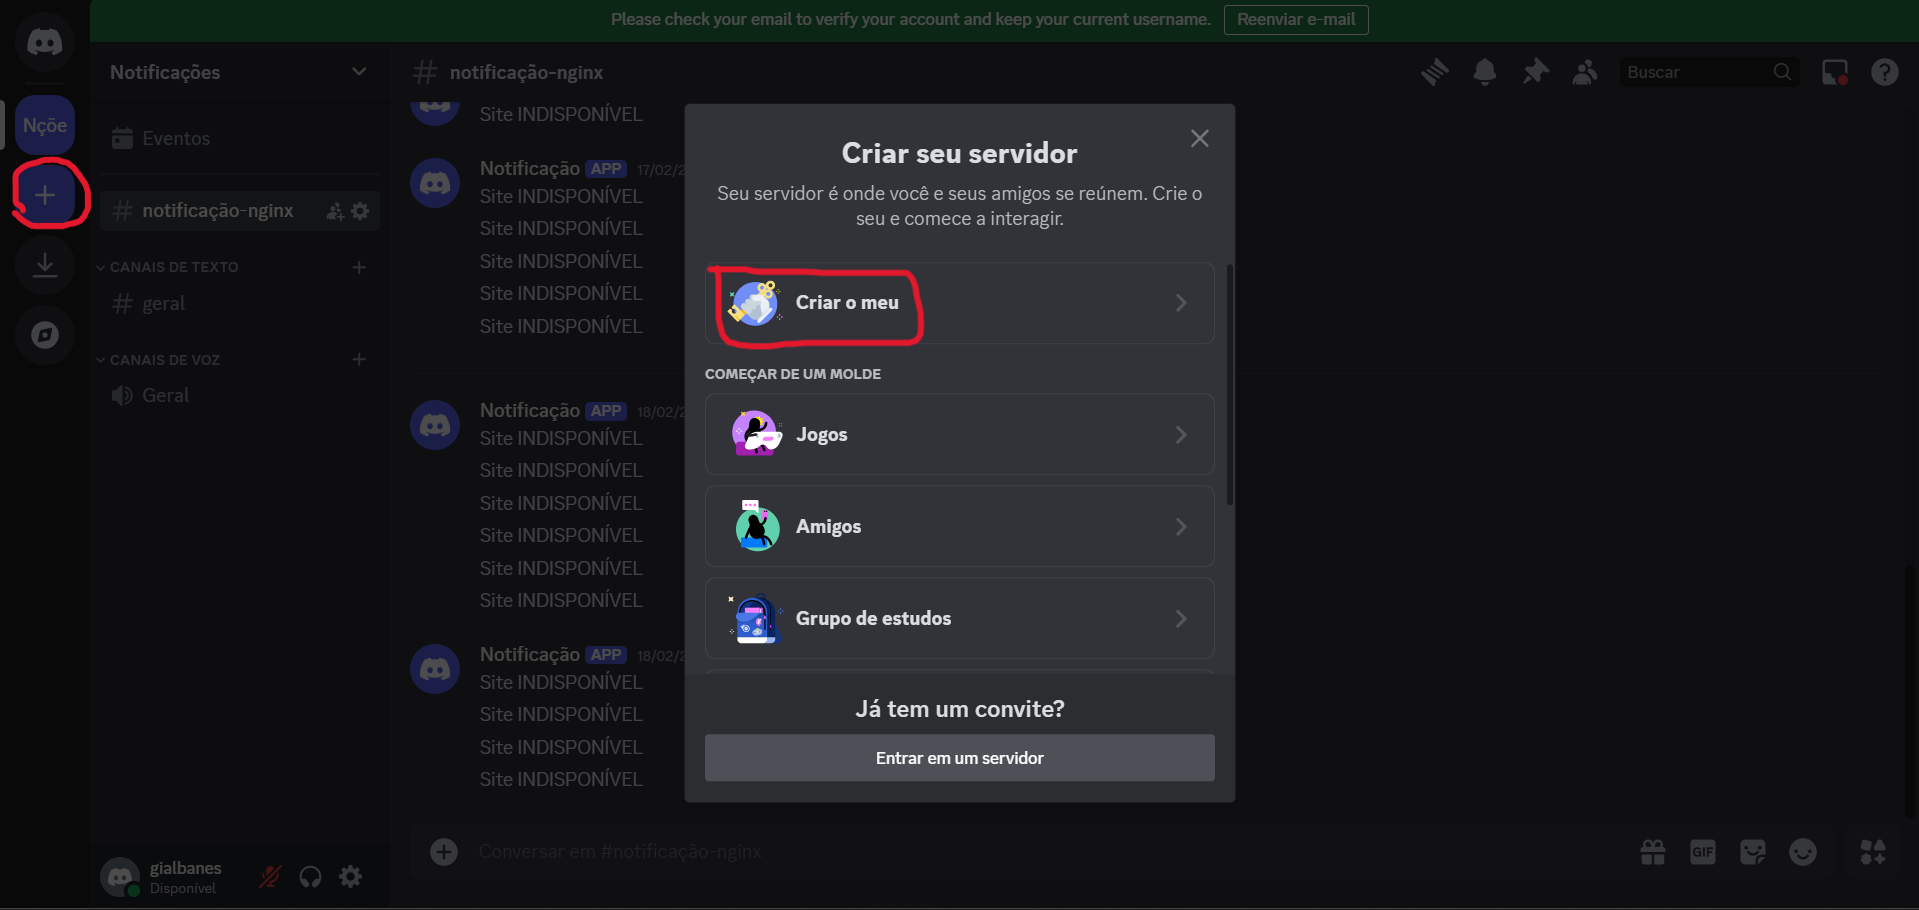 Please check your email to verify your account and keep your current username. Reenviar e-mail
Nçõe
Notificações
Eventos
notificação-nginx
CANAIS DE TEXTO
geral
CANAIS DE VOZ
Geral
gialbanes
Disponível
notificação-nginx
Buscar
Site INDISPONÍVEL
Notificação APP 17/02/2
Site INDISPONÍVEL
Site INDISPONÍVEL
Site INDISPONÍVEL
Site INDISPONÍVEL
Site INDISPONÍVEL
Notificação APP 18/02/2
Site INDISPONÍVEL
Site INDISPONÍVEL
Site INDISPONÍVEL
Site INDISPONÍVEL
Site INDISPONÍVEL
Site INDISPONÍVEL
Notificação APP 18/02/2
Site INDISPONÍVEL
Site INDISPONÍVEL
Site INDISPONÍVEL
Site INDISPONÍVEL
Conversar em #notificação-nginx
GIF
Criar seu servidor
Seu servidor é onde você e seus amigos se reúnem. Crie o
seu e comece a interagir.
Criar o meu
COMEÇAR DE UM MOLDE
Jogos
Amigos
Grupo de estudos
Já tem um convite?
Entrar em um servidor